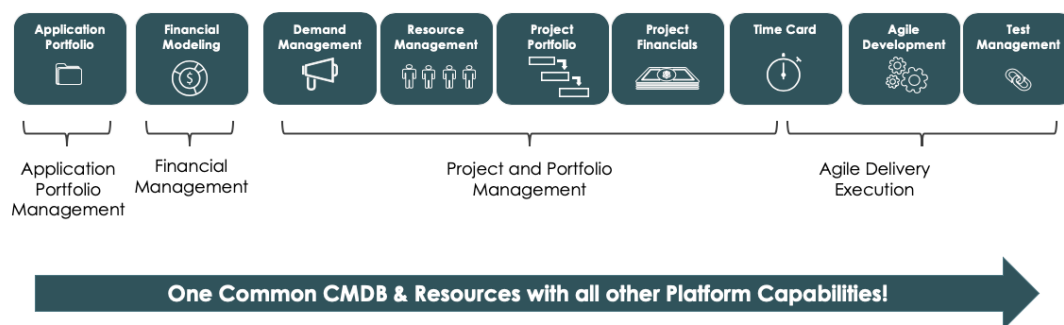 Application
Portfolio
Financial
Modeling
Demand
Management
Resource
Management
Project
Portfolio
Project
Financials
Time Card
Agile
Development
Test
Management
$
Application
Portfolio
Management
Financial
Management
Project and Portfolio
Management
Agile Delivery
Execution
One Common CMDB & Resources with all other Platform Capabilities!